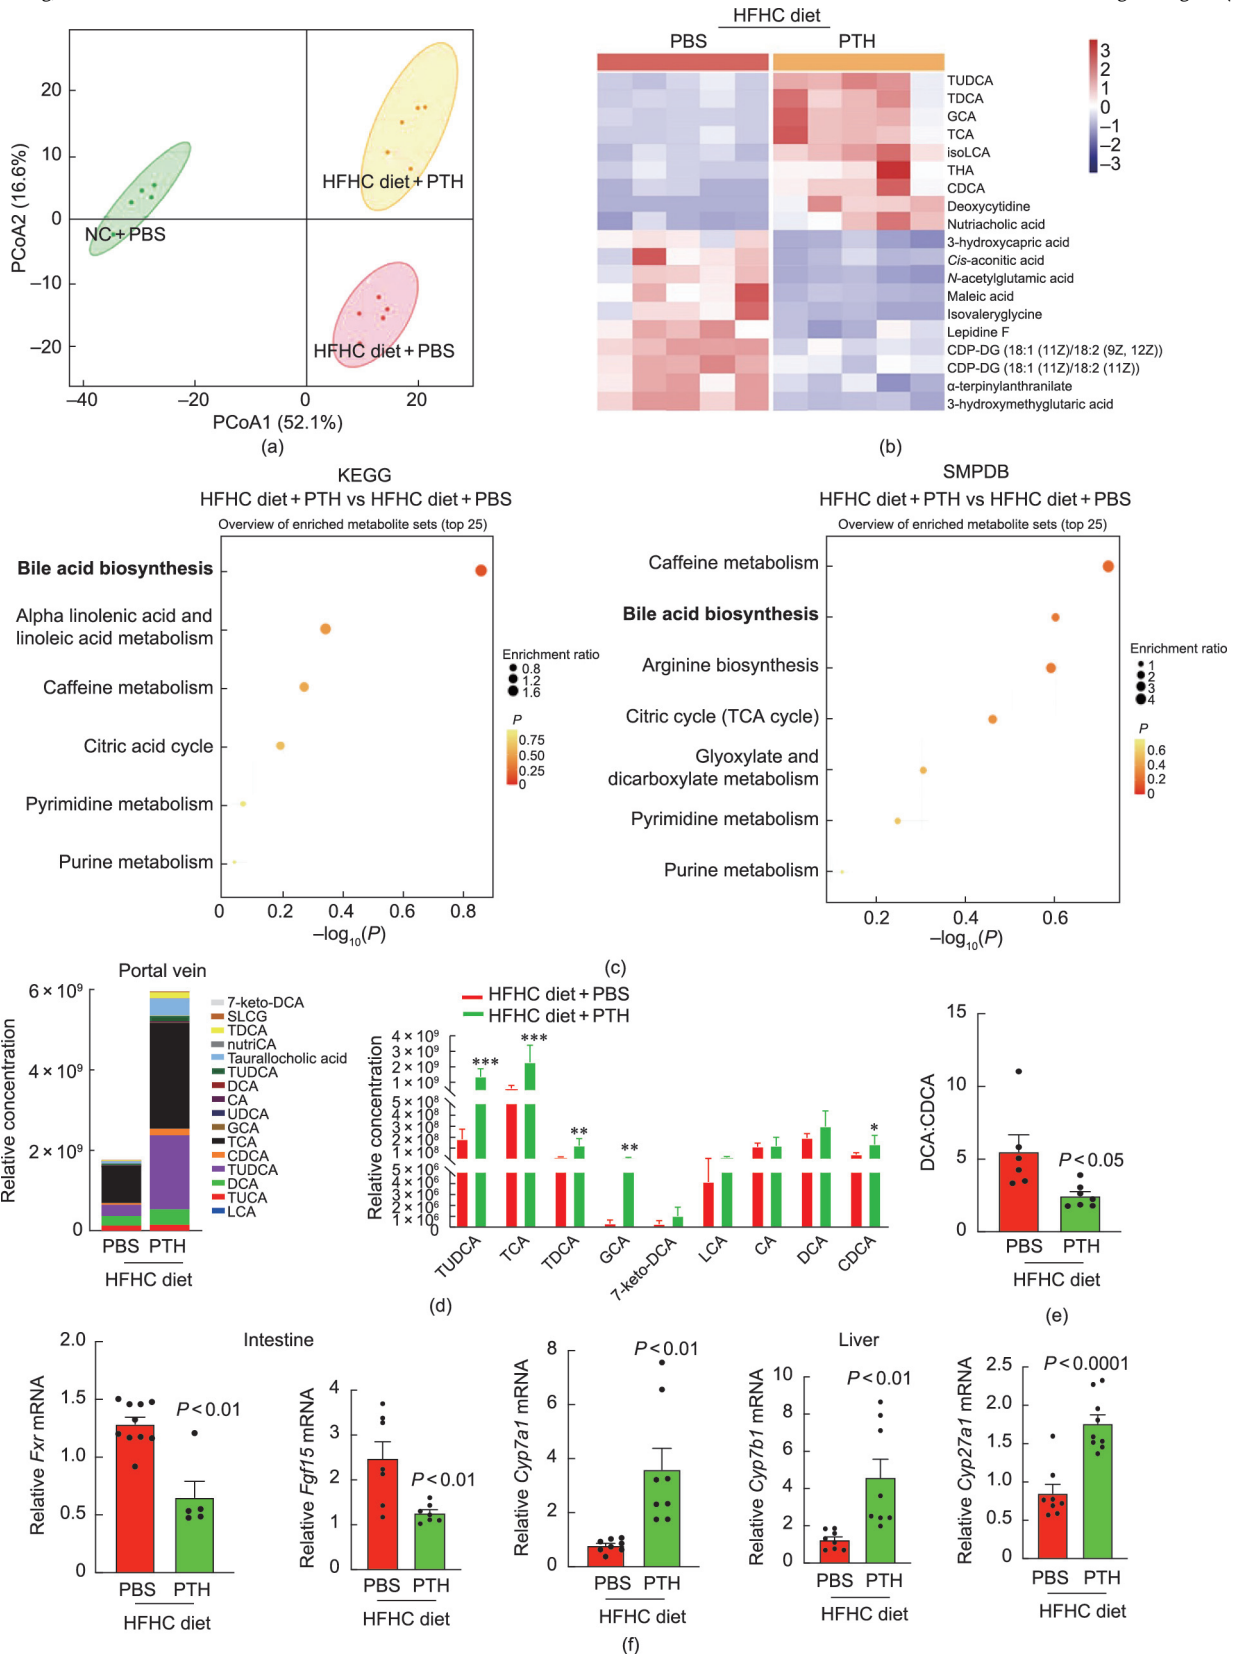 HFHC diet
PBS PTH
20
10
0
–10
–20
PCoA2 (16.6%)
HFHC diet + PTH
NC + PBS
HFHC diet + PBS
–40 –20 0 20
PCoA1 (52.1%)
(a)
TUDCA
TDCA
GCA
TCA
isoLCA
THA
CDCA
Deoxycytidine
Nutriacholic acid
3-hydroxycapric acid
Cis-aconitic acid
N-acetylglutamic acid
Maleic acid
Isovaleryglycine
Lepidine F
CDP-DG (18:1 (11Z)/18:2 (9Z, 12Z))
CDP-DG (18:1 (11Z)/18:2 (11Z))
α-terpinylanthranilate
3-hydroxymethyglutaric acid
3
2
1
0
–1
–2
–3
(b)
KEGG
HFHC diet + PTH vs HFHC diet + PBS
Overview of enriched metabolite sets (top 25)
Bile acid biosynthesis
Alpha linolenic acid and
linoleic acid metabolism
Caffeine metabolism
Citric acid cycle
Pyrimidine metabolism
Purine metabolism
0 0.2 0.4 0.6 0.8
–log10(P)
Enrichment ratio
0.8
1.2
1.6
P
0.75
0.50
0.25
0
SMPDB
HFHC diet + PTH vs HFHC diet + PBS
Overview of enriched metabolite sets (top 25)
Caffeine metabolism
Bile acid biosynthesis
Arginine biosynthesis
Citric cycle (TCA cycle)
Glyoxylate and
dicarboxylate metabolism
Pyrimidine metabolism
Purine metabolism
0.2 0.4 0.6
–log10(P)
Enrichment ratio
1
2
3
4
P
0.6
0.4
0.2
0
(c)
Portal vein
Relative concentration
6 × 10⁹
4 × 10⁹
2 × 10⁹
0
PBS PTH
HFHC diet
7-keto-DCA
SLCG
TDCA
nutriCA
Taurallocholic acid
TUDCA
DCA
CA
UDCA
GCA
TCA
CDCA
TUDCA
DCA
TUCA
LCA
HFHC diet + PBS
HFHC diet + PTH
Relative concentration
4 × 10⁹
3 × 10⁹
2 × 10⁹
1 × 10⁹
5 × 10⁸
4 × 10⁸
3 × 10⁸
2 × 10⁸
1 × 10⁸
5 × 10⁶
4 × 10⁶
3 × 10⁶
2 × 10⁶
1 × 10⁶
0
*** *** ** ** *
TUDCA TCA TDCA GCA 7-keto-DCA LCA CA DCA CDCA
(d)
DCA:CDCA
15
10
5
0
P < 0.05
PBS PTH
HFHC diet
(e)
Intestine
Relative Fxr mRNA
2.0
1.5
1.0
0.5
0
P < 0.01
PBS PTH
HFHC diet
Relative Fgf15 mRNA
4
3
2
1
0
P < 0.01
PBS PTH
HFHC diet
Liver
Relative Cyp7a1 mRNA
8
6
4
2
0
P < 0.01
PBS PTH
HFHC diet
Relative Cyp7b1 mRNA
10
8
6
4
2
0
P < 0.01
PBS PTH
HFHC diet
Relative Cyp27a1 mRNA
2.5
2.0
1.5
1.0
0.5
0
P < 0.0001
PBS PTH
HFHC diet
(f)